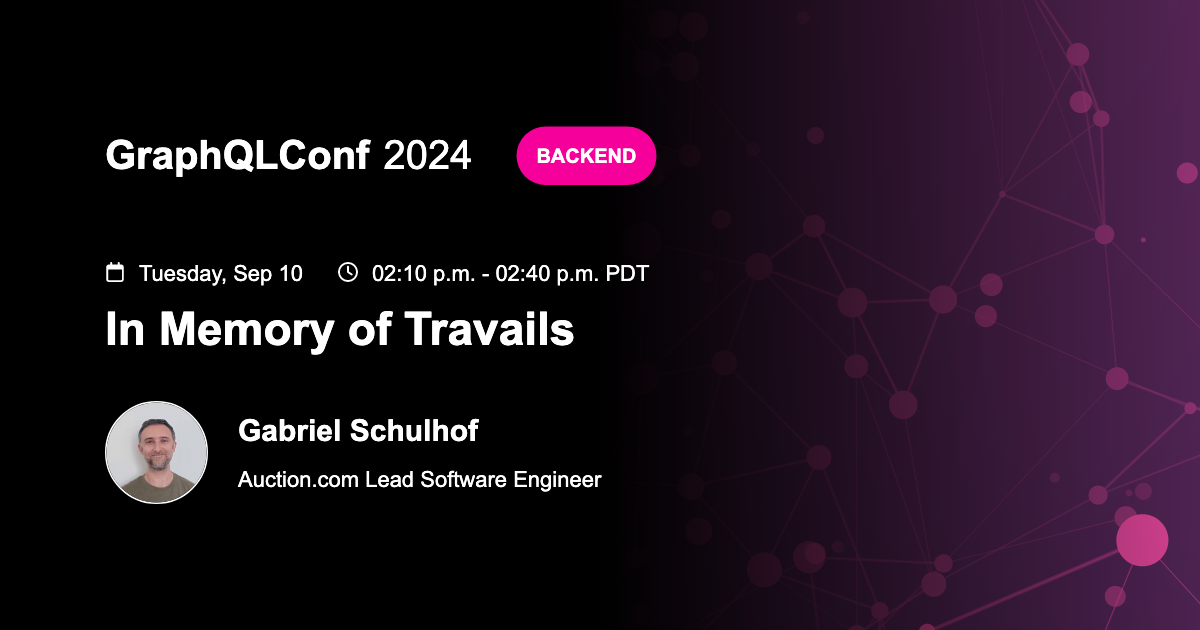 GraphQLConf 2024 BACKEND
Tuesday, Sep 10 02:10 p.m. - 02:40 p.m. PDT
In Memory of Travails
Gabriel Schulhof
Auction.com Lead Software Engineer